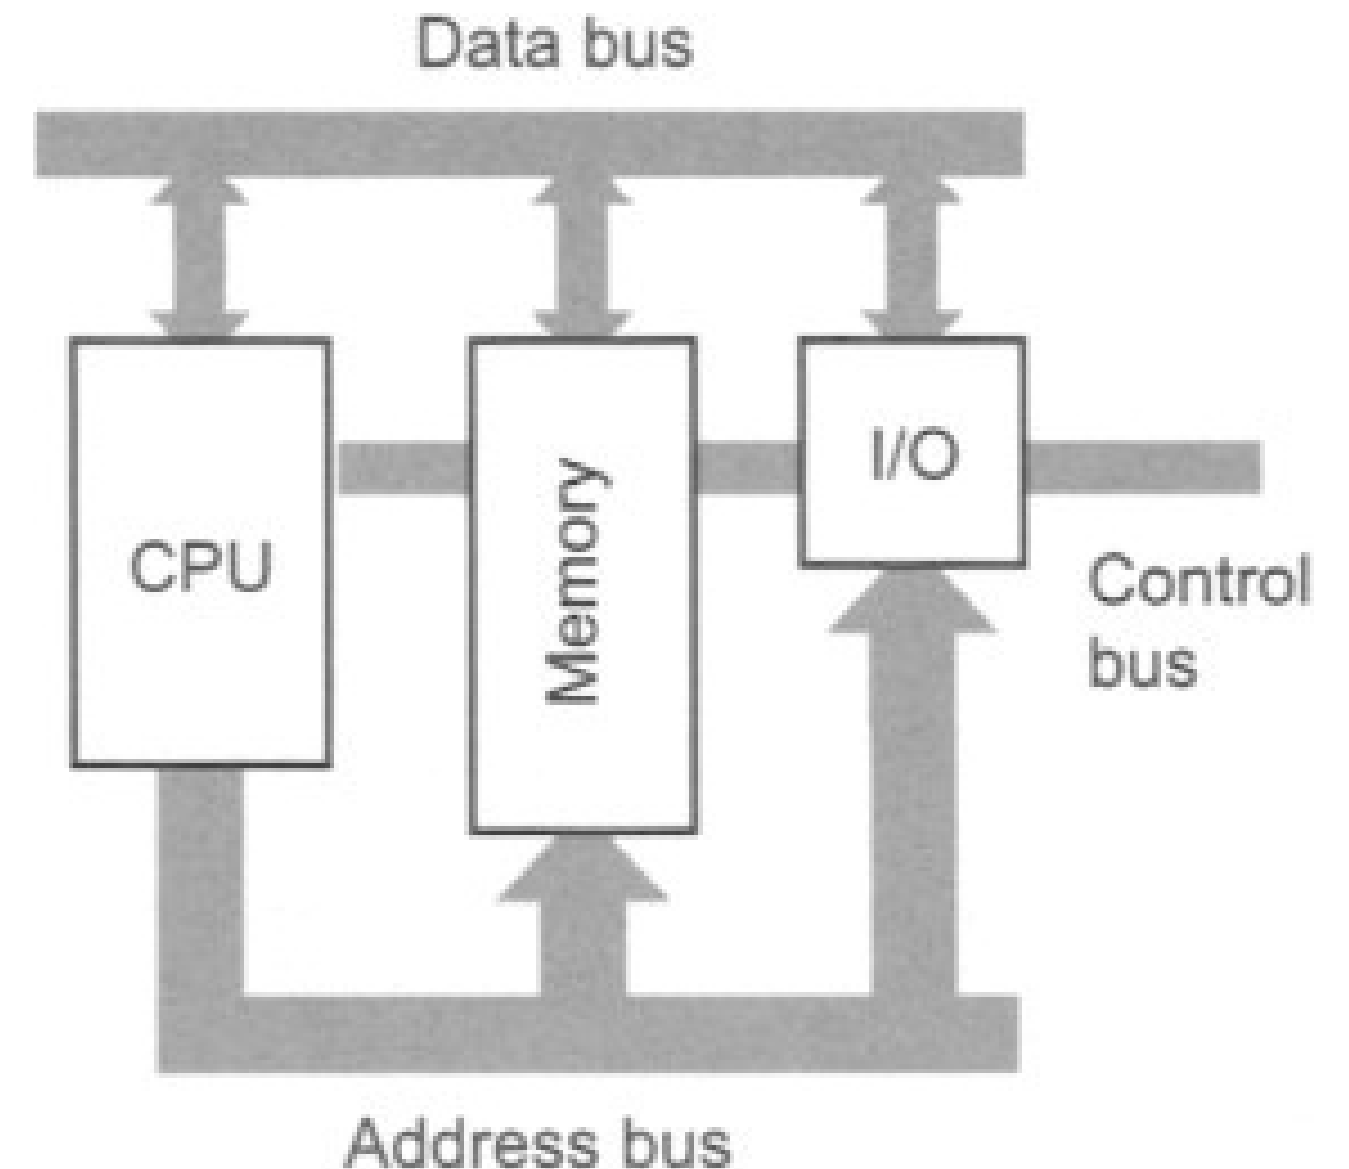 Data bus
CPU
Memory
I/O
Control
bus
Address bus